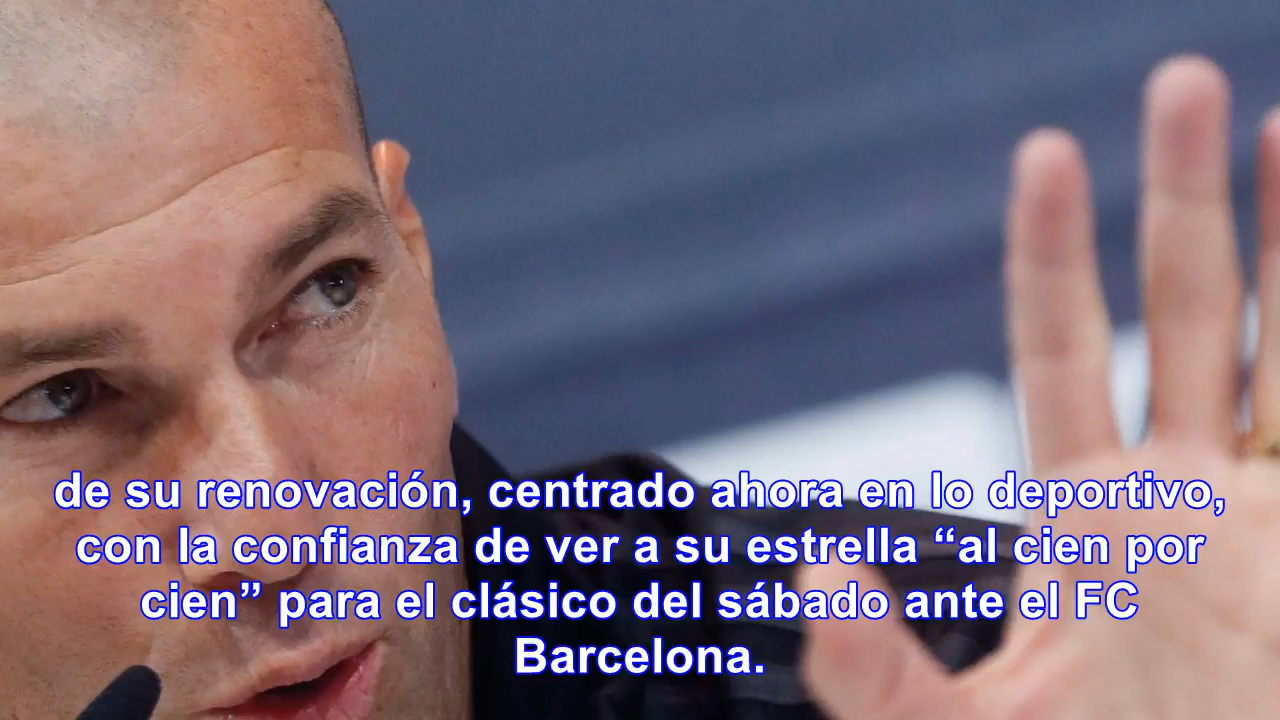 de su renovación, centrado ahora en lo deportivo,
con la confianza de ver a su estrella “al cien por
cien” para el clásico del sábado ante el FC
Barcelona.